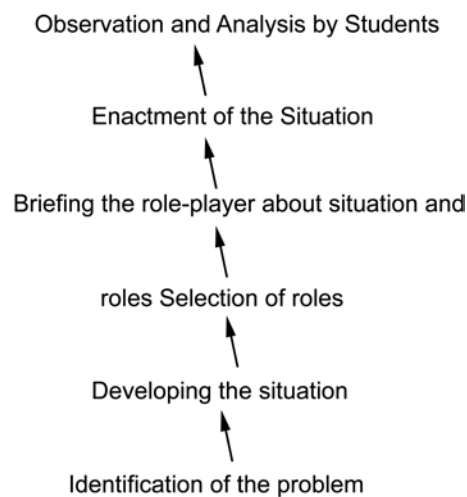 Observation and Analysis by Students
Enactment of the Situation
Briefing the role-player about situation and
roles Selection of roles
Developing the situation
Identification of the problem